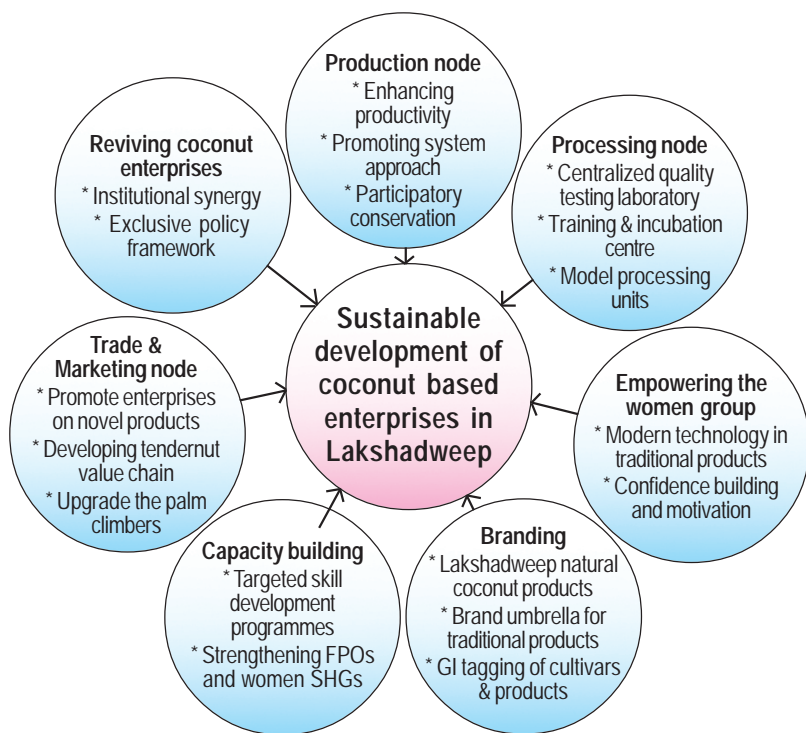 Production node
* Enhancing
productivity
* Promoting system
approach
* Participatory
conservation
Processing node
* Centralized quality
testing laboratory
* Training & incubation
centre
* Model processing
units
Empowering the
women group
* Modern technology in
traditional products
* Confidence building
and motivation
Branding
* Lakshadweep natural
coconut products
* Brand umbrella for
traditional products
* GI tagging of cultivars
& products
Capacity building
* Targeted skill
development
programmes
* Strengthening FPOs
and women SHGs
Trade &
Marketing node
* Promote enterprises
on novel products
* Developing tendernut
value chain
* Upgrade the palm
climbers
Reviving coconut
enterprises
* Institutional synergy
* Exclusive policy
framework
Sustainable
development of
coconut based
enterprises in
Lakshadweep